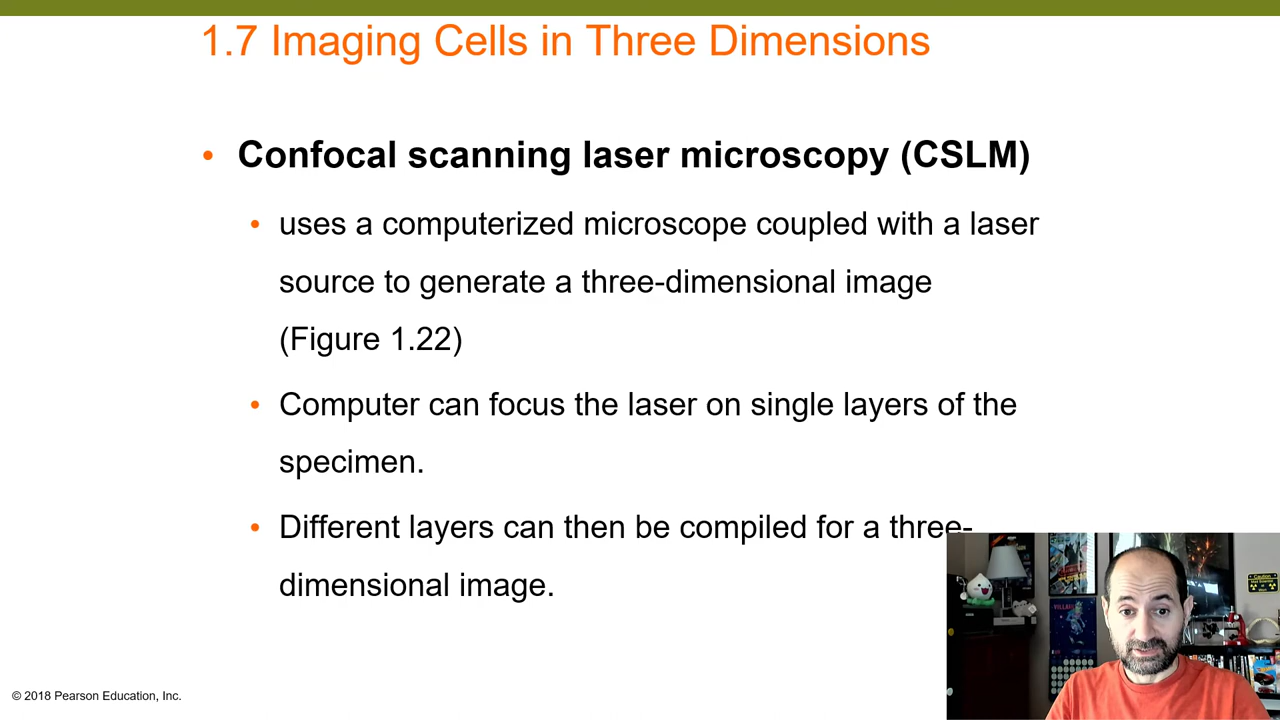 1.7 Imaging Cells in Three Dimensions
• Confocal scanning laser microscopy (CSLM)
• uses a computerized microscope coupled with a laser
source to generate a three-dimensional image
(Figure 1.22)
• Computer can focus the laser on single layers of the
specimen.
• Different layers can then be compiled for a three-
dimensional image.
VILLAIN
Caution
© 2018 Pearson Education, Inc.